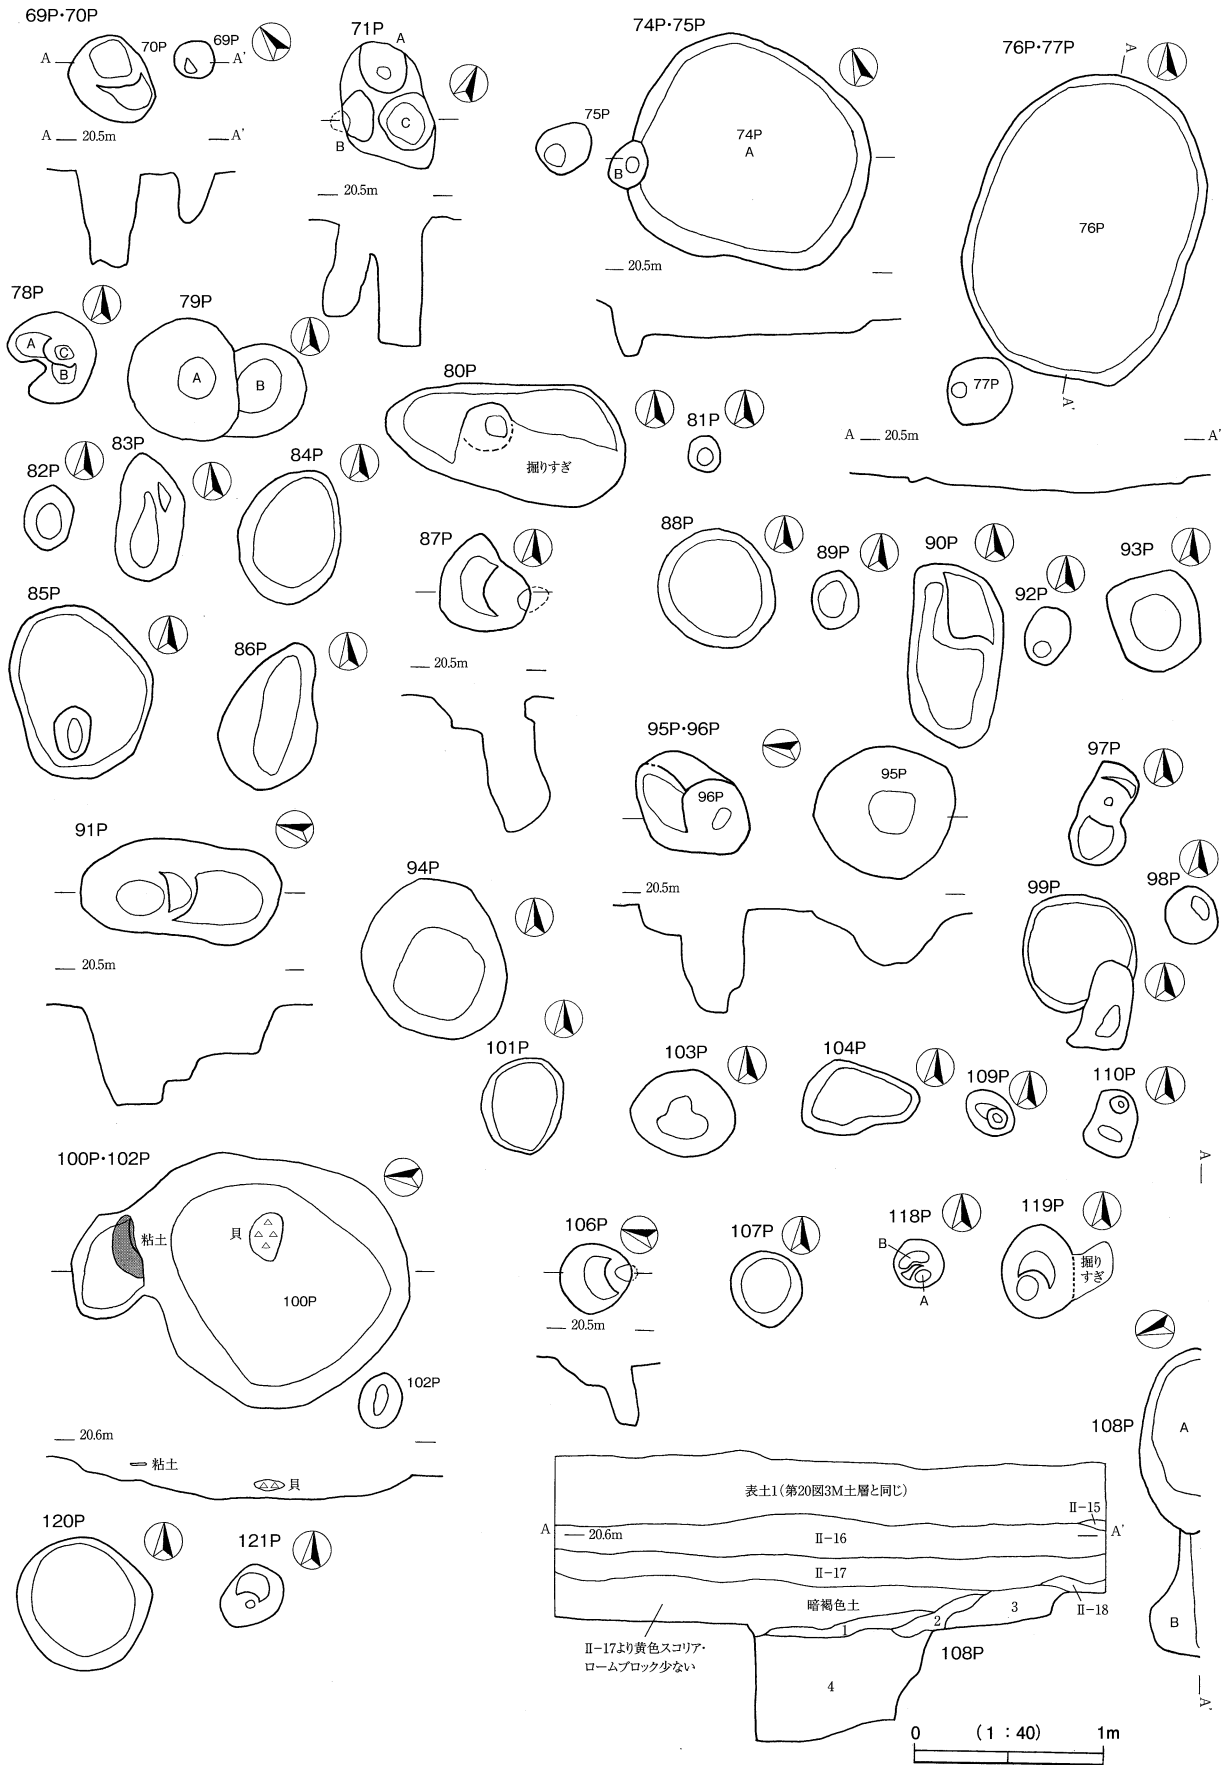 69P・70P
A
70P
69P
A'
A
20.5m
A'
71P
A
B
C
20.5m
74P・75P
75P
74P
A
B
20.5m
76P・77P
A
76P
77P
A'
A
20.5m
A'
78P
A
C
B
79P
A
B
80P
掘りすぎ
81P
82P
83P
84P
85P
86P
87P
20.5m
88P
89P
90P
92P
93P
91P
20.5m
94P
95P・96P
96P
95P
20.5m
97P
98P
99P
101P
103P
104P
109P
110P
100P・102P
粘土
貝
100P
102P
20.6m
粘土
貝
106P
20.5m
107P
118P
B
A
119P
掘り
すぎ
A
108P
A
B
A'
120P
121P
表土1(第20図3M土層と同じ)
II-15
A
20.6m
A'
II-16
II-17
II-18
暗褐色土
1
2
3
4
108P
II-17より黄色スコリア・
ロームブロック少ない
0
(1:40)
1m